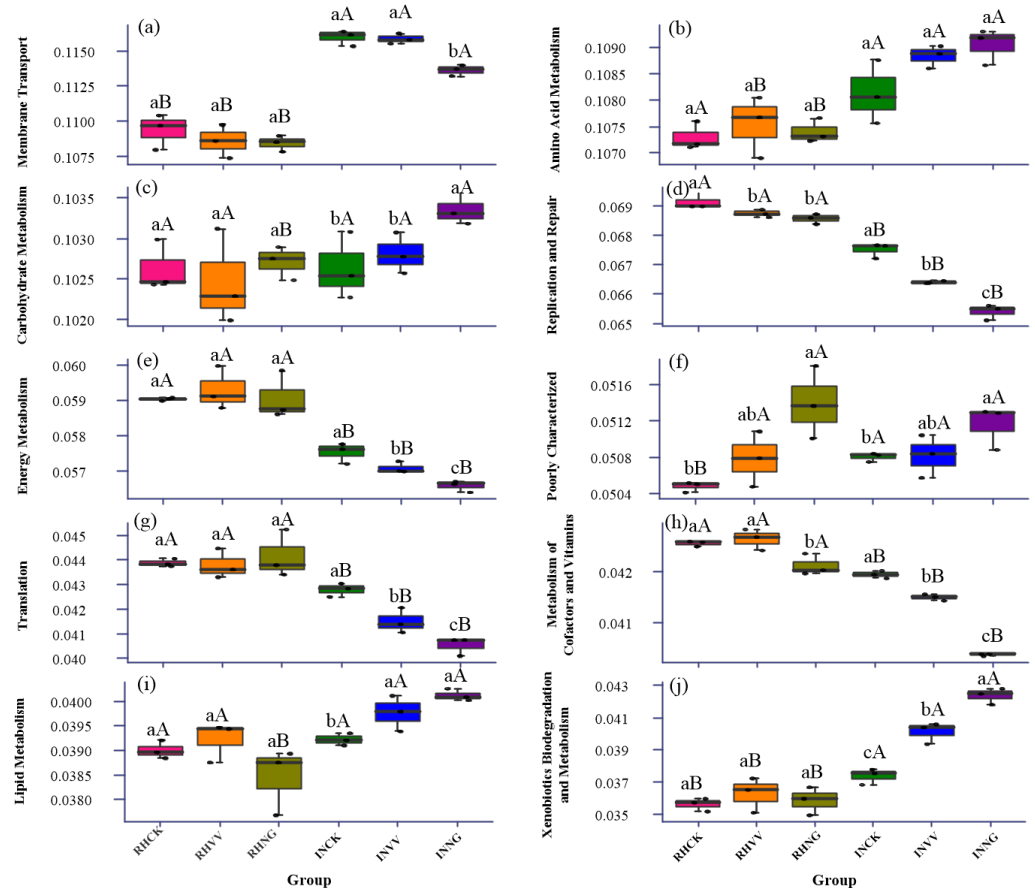 (a)
Membrane Transport
0.1150
0.1125
0.1100
0.1075
aB
aB
aB
aA
aA
bA
(b)
Amino Acid Metabolism
0.1090
0.1085
0.1080
0.1075
0.1070
aA
aB
aB
aA
aA
aA
(c)
Carbohydrate Metabolism
0.1035
0.1030
0.1025
0.1020
aA
aA
aB
bA
bA
aA
(d)
Replication and Repair
0.069
0.068
0.067
0.066
0.065
aA
bA
bA
aB
bB
cB
(e)
Energy Metabolism
0.060
0.059
0.058
0.057
aA
aA
aA
aB
bB
cB
(f)
Poorly Characterized
0.0516
0.0512
0.0508
0.0504
bB
abA
aA
bA
abA
aA
(g)
Translation
0.045
0.044
0.043
0.042
0.041
0.040
aA
aA
aA
aB
bB
cB
(h)
Metabolism of
Cofactors and Vitamins
0.042
0.041
aA
aA
bA
aB
bB
cB
(i)
Lipid Metabolism
0.0400
0.0395
0.0390
0.0385
0.0380
aA
aA
aB
bA
aA
aA
RHCK
RHVV
RHNG
INCK
INVV
INNG
Group
(j)
Xenobiotics Biodegradation
and Metabolism
0.043
0.041
0.039
0.037
0.035
aB
aB
aB
cA
bA
aA
RHCK
RHVV
RHNG
INCK
INVV
INNG
Group